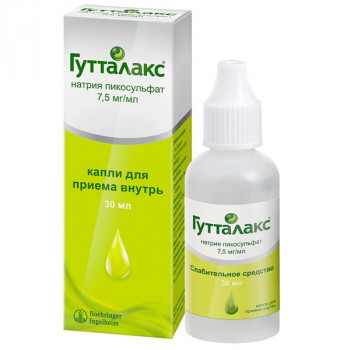 Гутталакс®
натрия пикосульфат
7,5 мг/мл
капли для
приема внутрь
30 мл
Boehringer
Ingelheim
Гутталакс®
натрия пикосульфат
7,5 мг/мл
Слабительное средство
30 мл
капли для
приема внутрь